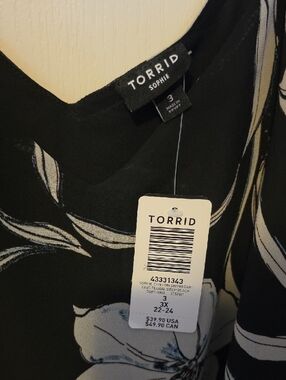 TORRID
SOPHIE
3
TORRID
43331343
3
3X
22-24
$39.90 USA
$49.90 CAN